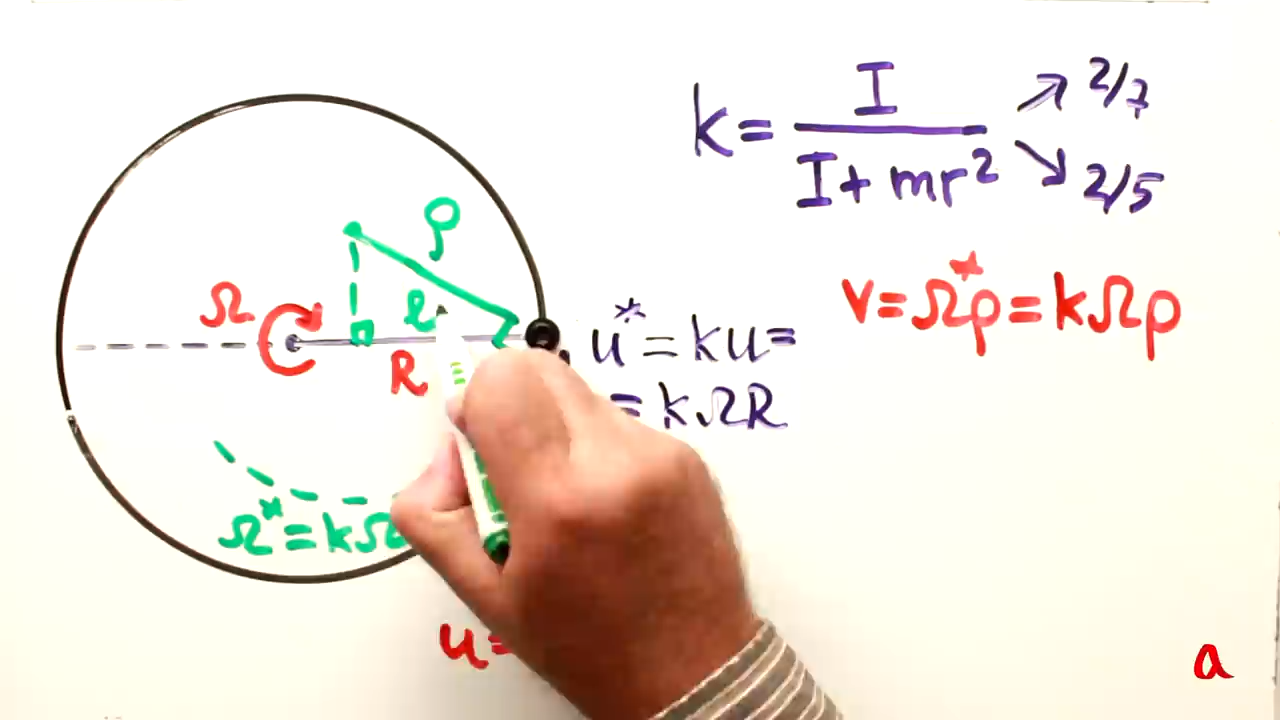 k = I / (I + mr²) ↗ 2/7 ↘ 2/5
ρ
Ω
l
R
v = Ω*ρ = kΩρ
u* = ku =
= kΩR
Ω* = kΩ
u =
a